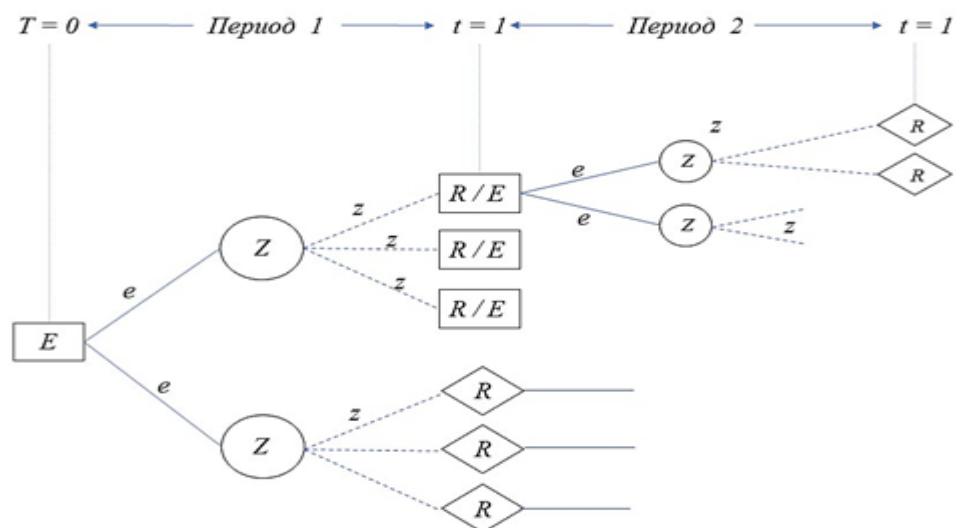 T = 0 Период 1 t = 1 Период 2 t = 1
z R
e Z
z R / E R
e
Z z R / E Z z
e z R / E
E
e z R
Z R
R